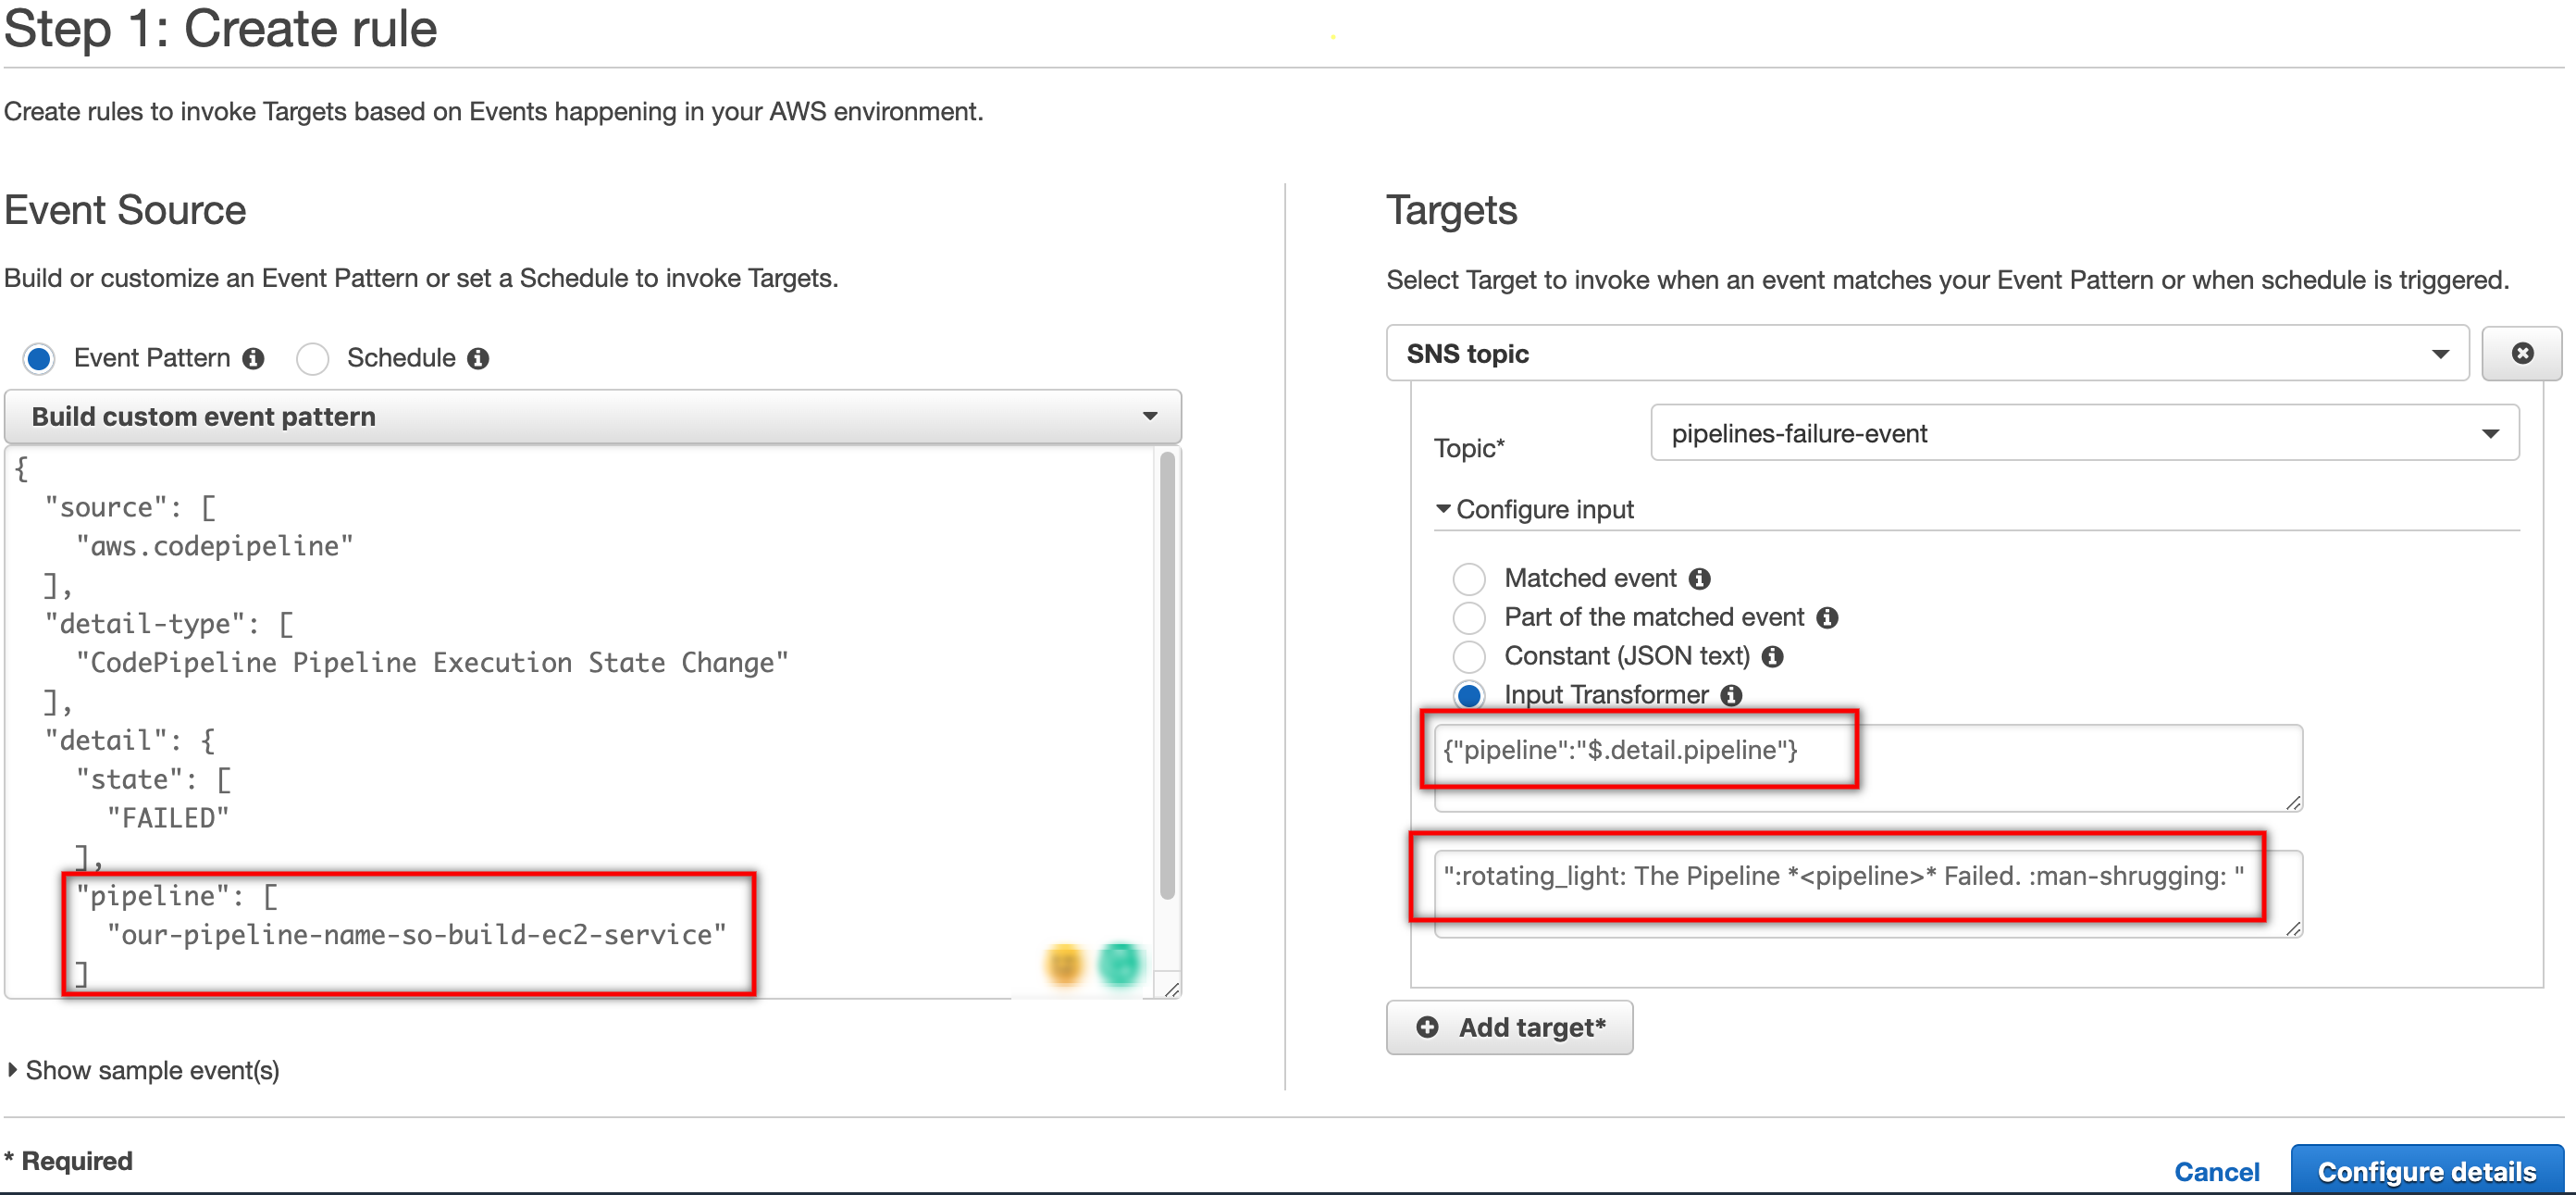 Step 1: Create rule
Create rules to invoke Targets based on Events happening in your AWS environment.
Event Source
Build or customize an Event Pattern or set a Schedule to invoke Targets.
Event Pattern
Schedule
Build custom event pattern
{
"source": [
"aws.codepipeline"
],
"detail-type": [
"CodePipeline Pipeline Execution State Change"
],
"detail": {
"state": [
"FAILED"
],
"pipeline": [
"our-pipeline-name-so-build-ec2-service"
]
Show sample event(s)
Targets
Select Target to invoke when an event matches your Event Pattern or when schedule is triggered.
SNS topic
Topic*
pipelines-failure-event
Configure input
Matched event
Part of the matched event
Constant (JSON text)
Input Transformer
{"pipeline":"$.detail.pipeline"}
":rotating_light: The Pipeline *<pipeline>* Failed. :man-shrugging: "
Add target*
* Required
Cancel
Configure details